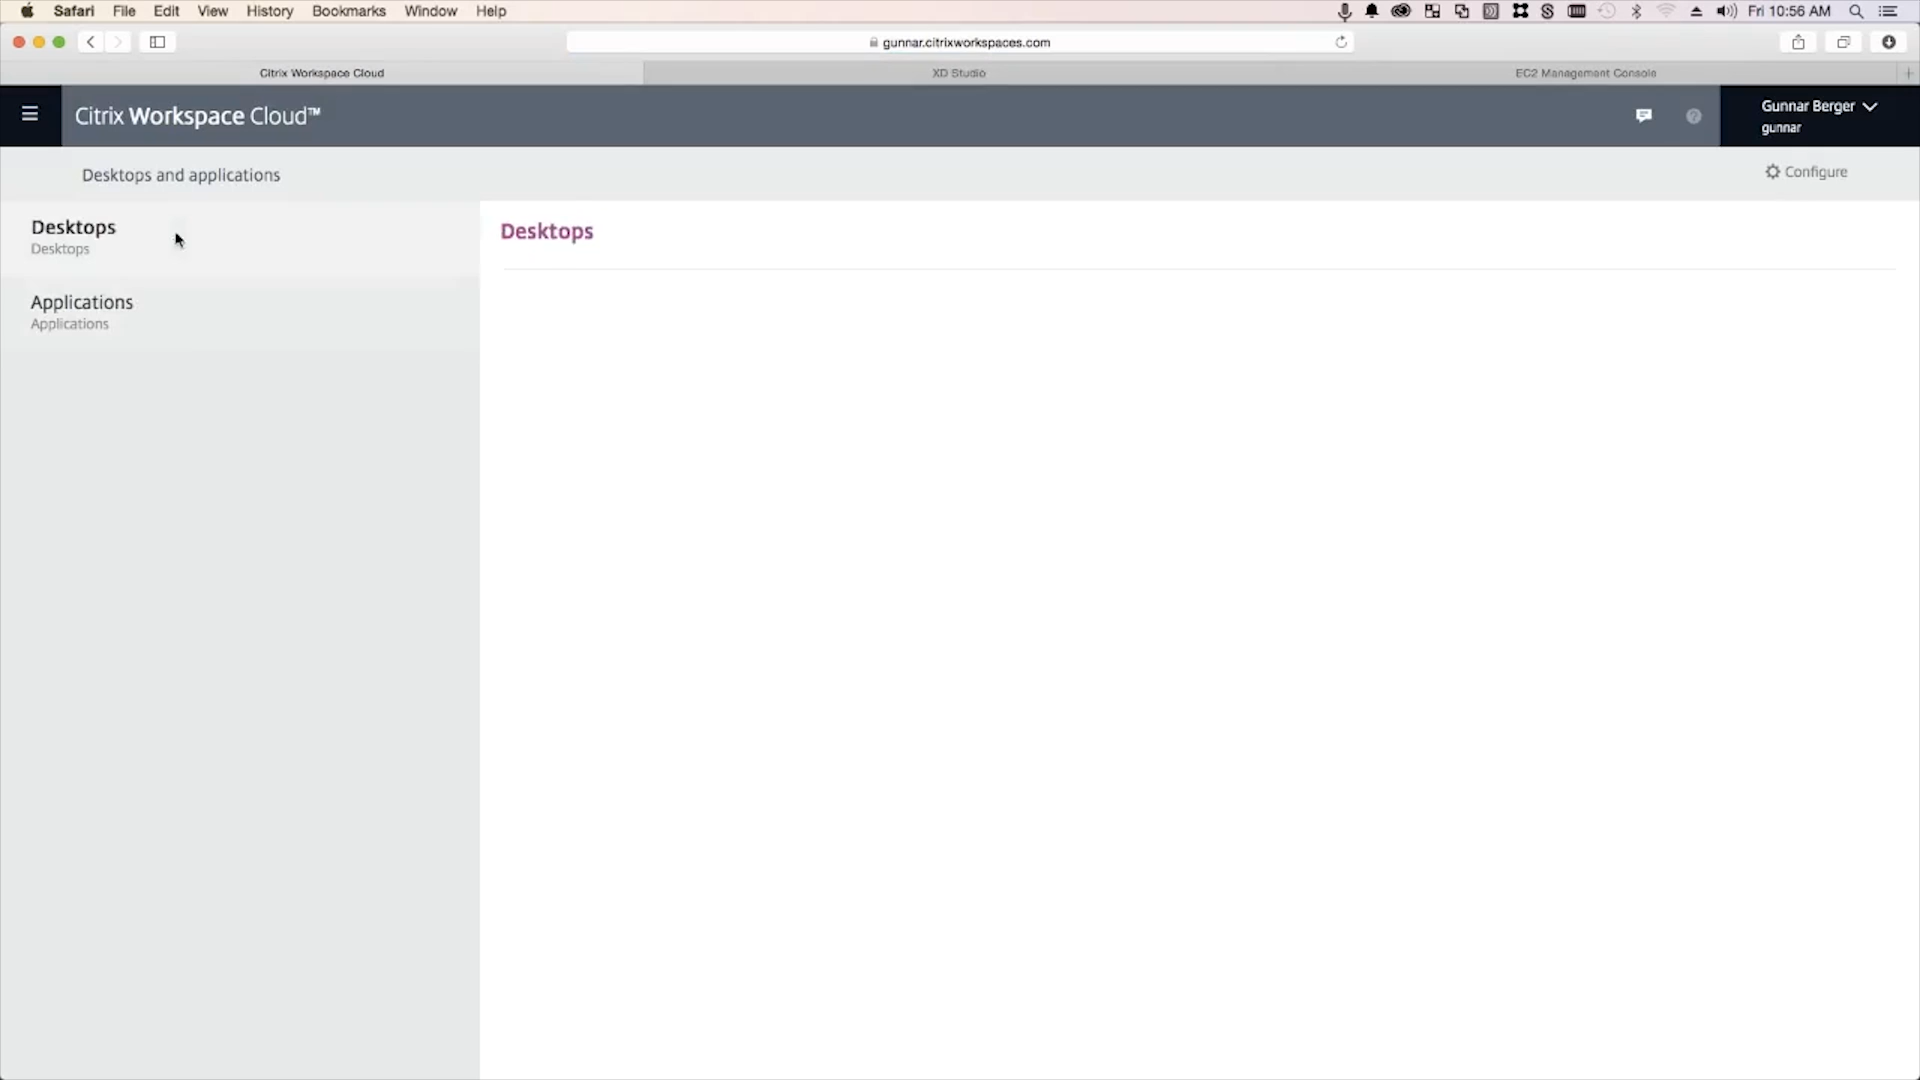 Safari File Edit View History Bookmarks Window Help Fri 10:56 AM
gunnar.citrixworkspaces.com
Citrix Workspace Cloud XD Studio EC2 Management Console
Citrix Workspace Cloud™
Gunnar Berger
gunnar
Desktops and applications
Configure
Desktops
Desktops
Applications
Applications
Desktops